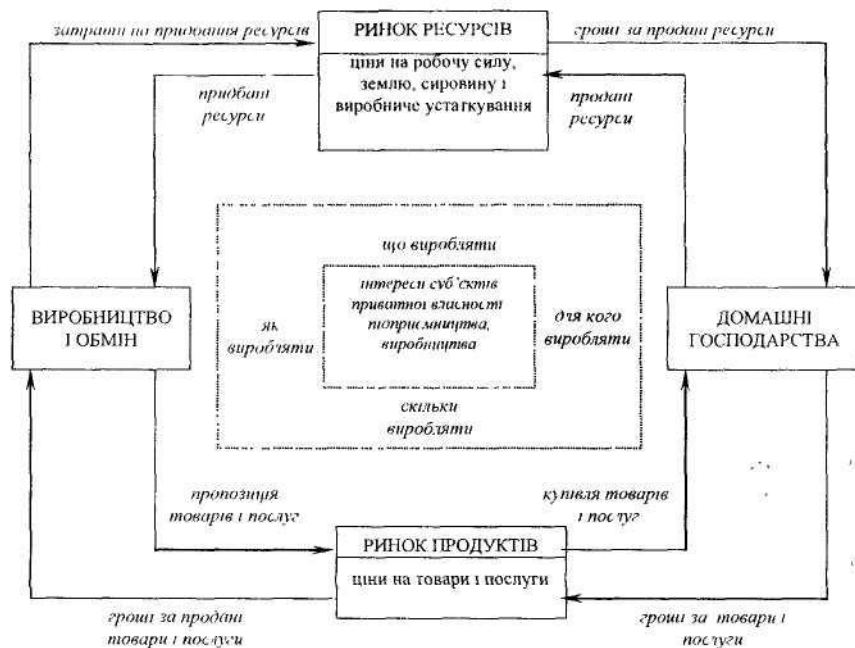 затрати на придбання ресурсів
РИНОК РЕСУРСІВ
гроші за продані ресурси
ціни на робочу силу,
землю, сировину і
виробниче устаткування
придбані
ресурси
продані
ресурси
що виробляти
інтереси суб'єктів
приватної власності
підприємництва,
виробництва
як
виробляти
для кого
виробляти
скільки
виробляти
ВИРОБНИЦТВО
І ОБМІН
ДОМАШНІ
ГОСПОДАРСТВА
пропозиція
товарів і послуг
купівля товарів
і послуг
РИНОК ПРОДУКТІВ
ціни на товари і послуги
гроші за продані
товари і послуги
гроші за товари і
послуги